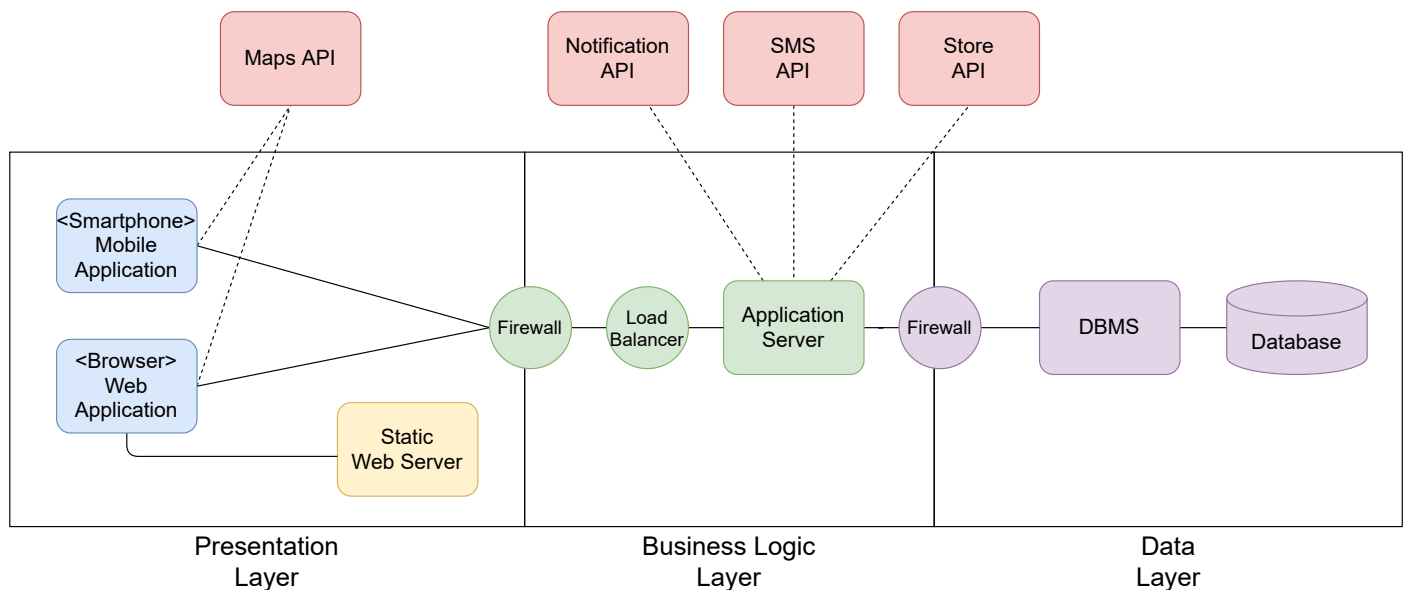 Maps API
Notification
API
SMS
API
Store
API
<Smartphone>
Mobile
Application
<Browser>
Web
Application
Static
Web Server
Firewall
Load
Balancer
Application
Server
Firewall
DBMS
Database
Presentation
Layer
Business Logic
Layer
Data
Layer